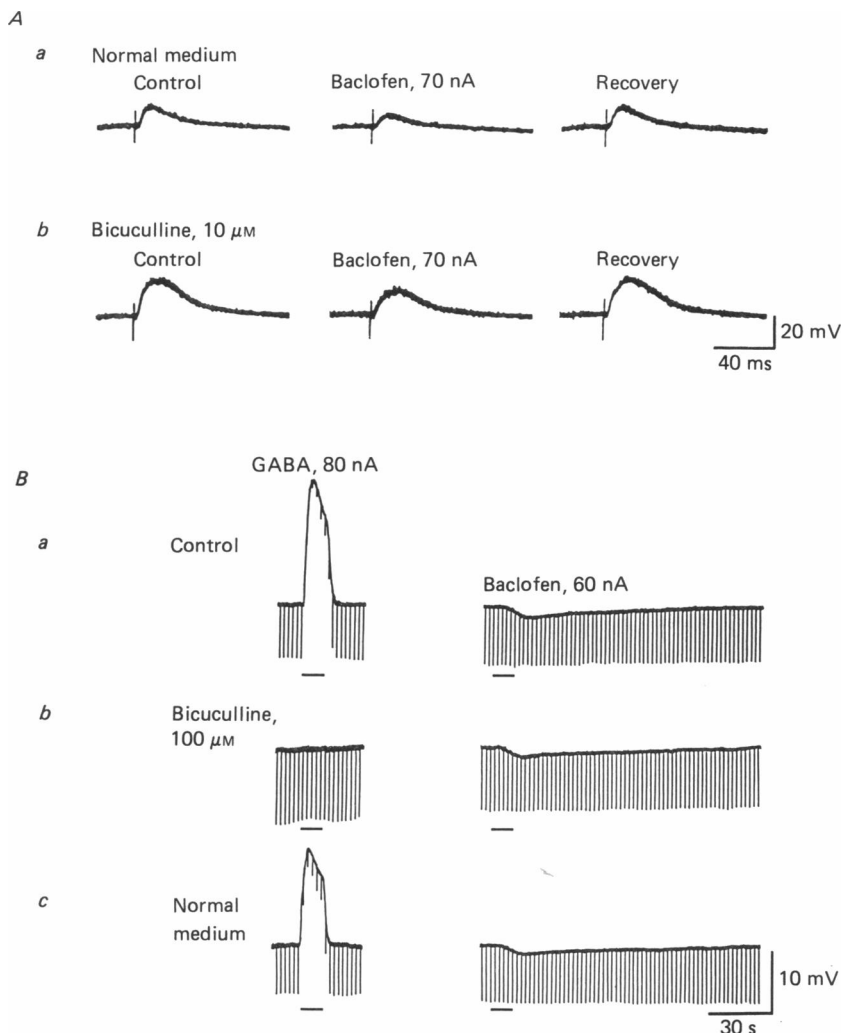 A
a Normal medium
Control Baclofen, 70 nA Recovery
b Bicuculline, 10 μM
Control Baclofen, 70 nA Recovery
20 mV
40 ms
B
GABA, 80 nA
a Control
Baclofen, 60 nA
b Bicuculline,
100 μM
c Normal
medium
10 mV
30 s